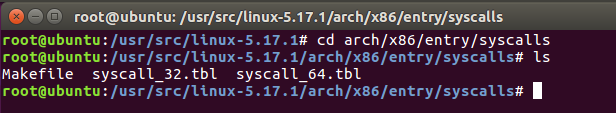 root@ubuntu: /usr/src/linux-5.17.1/arch/x86/entry/syscalls
root@ubuntu:/usr/src/linux-5.17.1# cd arch/x86/entry/syscalls
root@ubuntu:/usr/src/linux-5.17.1/arch/x86/entry/syscalls# ls
Makefile  syscall_32.tbl  syscall_64.tbl
root@ubuntu:/usr/src/linux-5.17.1/arch/x86/entry/syscalls#